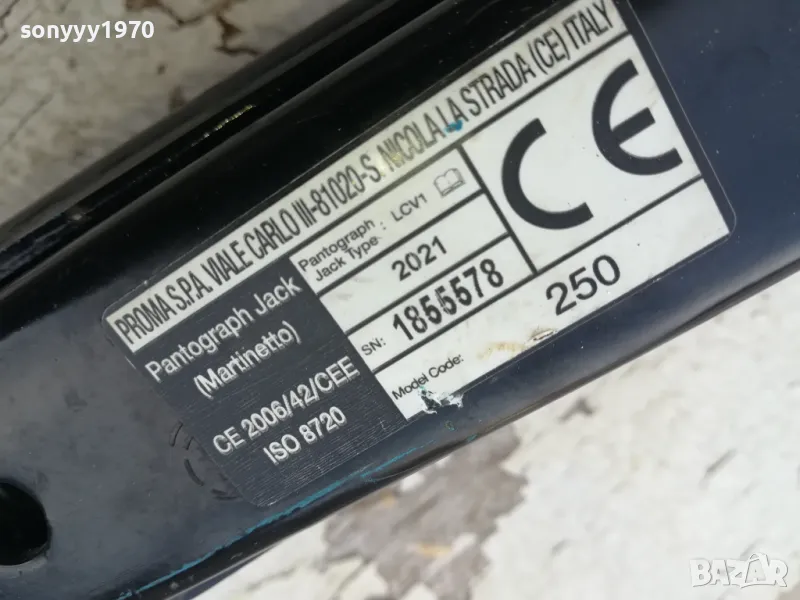 sonyyy1970
PROMA S.P.A. VIALE CARLO III-81020-S. NICOLA LA STRADA (CE) ITALY
Pantograph Jack
(Martinetto)
CE 2006/42/CEE
ISO 8720
Pantograph
Jack Type: LCV1
2021
SN: 1855578
Model Code:
250
CE
BAZAR